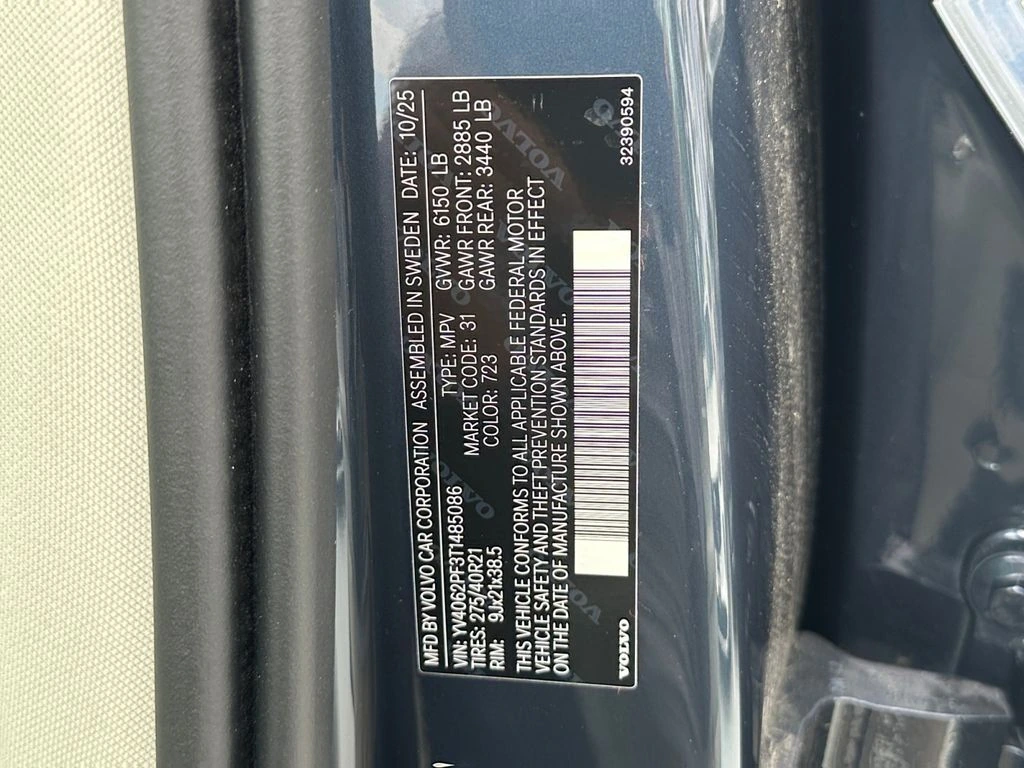 MFD BY VOLVO CAR CORPORATION ASSEMBLED IN SWEDEN DATE: 10/25
VIN: YV4062PF3T1485086 TYPE: MPV GVWR: 6150 LB
TIRES: 275/40R21 MARKET CODE: 31 GAWR FRONT: 2885 LB
RIM: 9Jx21x38.5 COLOR: 723 GAWR REAR: 3440 LB
THIS VEHICLE CONFORMS TO ALL APPLICABLE FEDERAL MOTOR
VEHICLE SAFETY AND THEFT PREVENTION STANDARDS IN EFFECT
ON THE DATE OF MANUFACTURE SHOWN ABOVE.
VOLVO 32390594